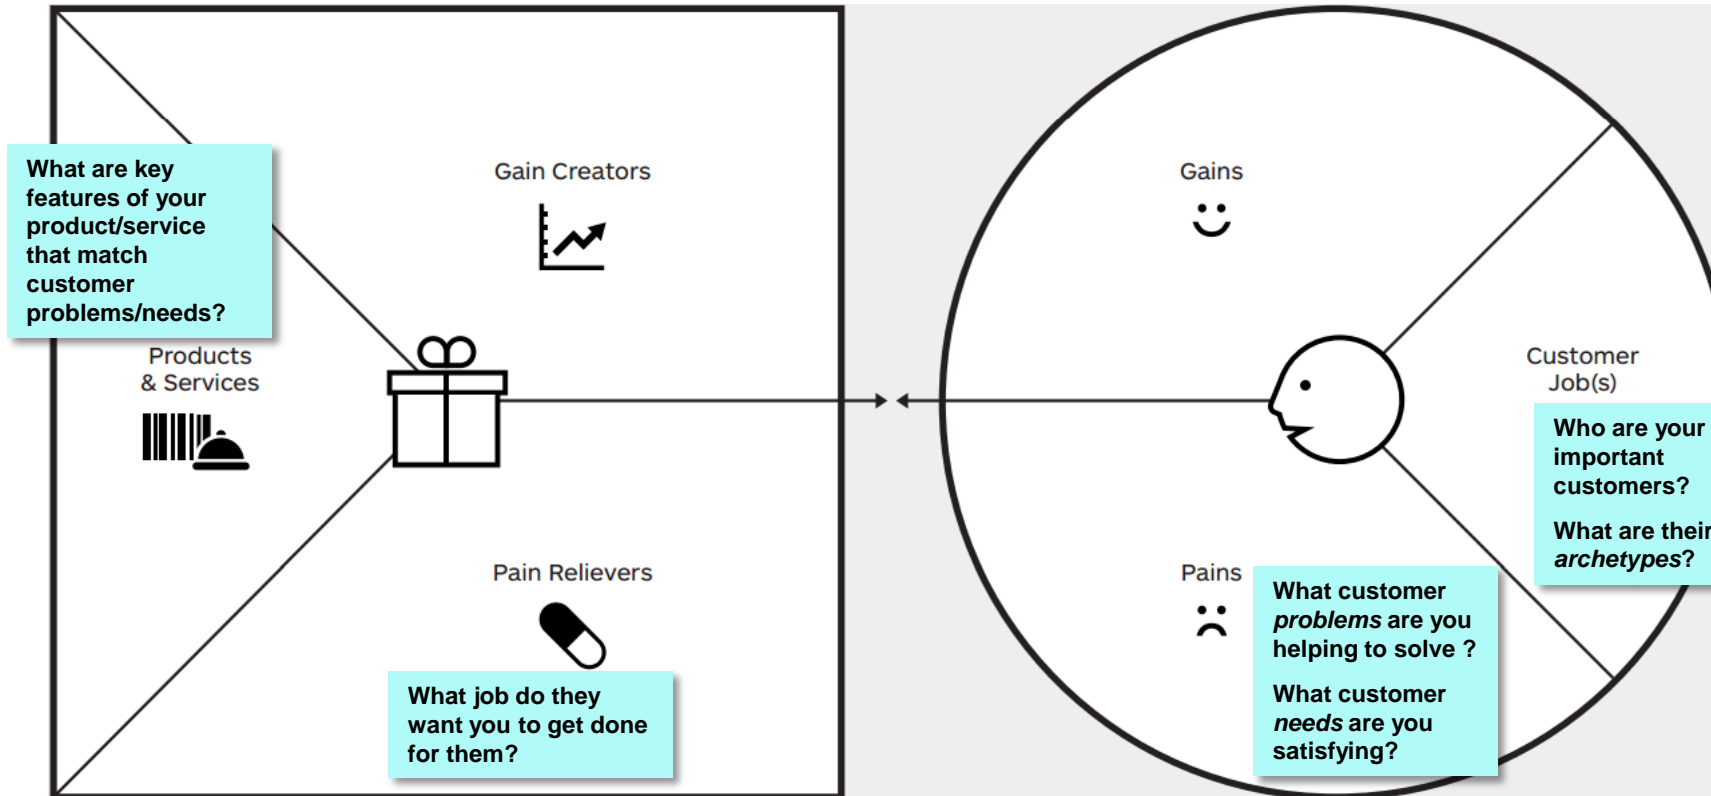 What are key
features of your
product/service
that match
customer
problems/needs?
Gain Creators
Products
& Services
Pain Relievers
What job do they
want you to get done
for them?
Gains
Customer
Job(s)
Who are your
important
customers?
What are their
archetypes?
Pains
What customer
problems are you
helping to solve ?
What customer
needs are you
satisfying?